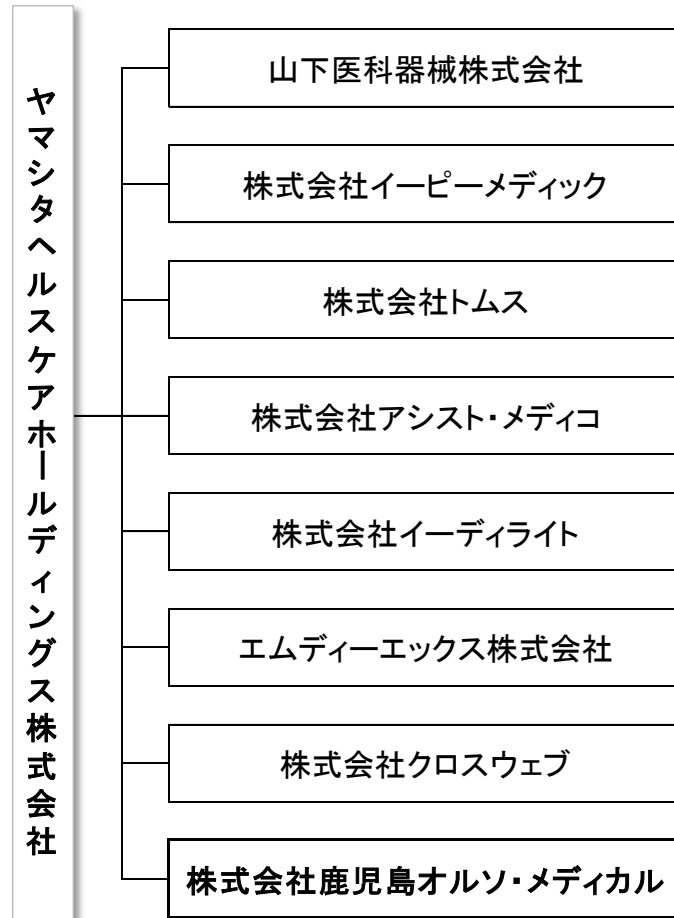 ヤマシタヘルスケアホールディングス株式会社
山下医科器械株式会社
株式会社イーピーメディック
株式会社トムス
株式会社アシスト・メディコ
株式会社イーディライト
エムディーエックス株式会社
株式会社クロスウェブ
株式会社鹿児島オルソ・メディカル